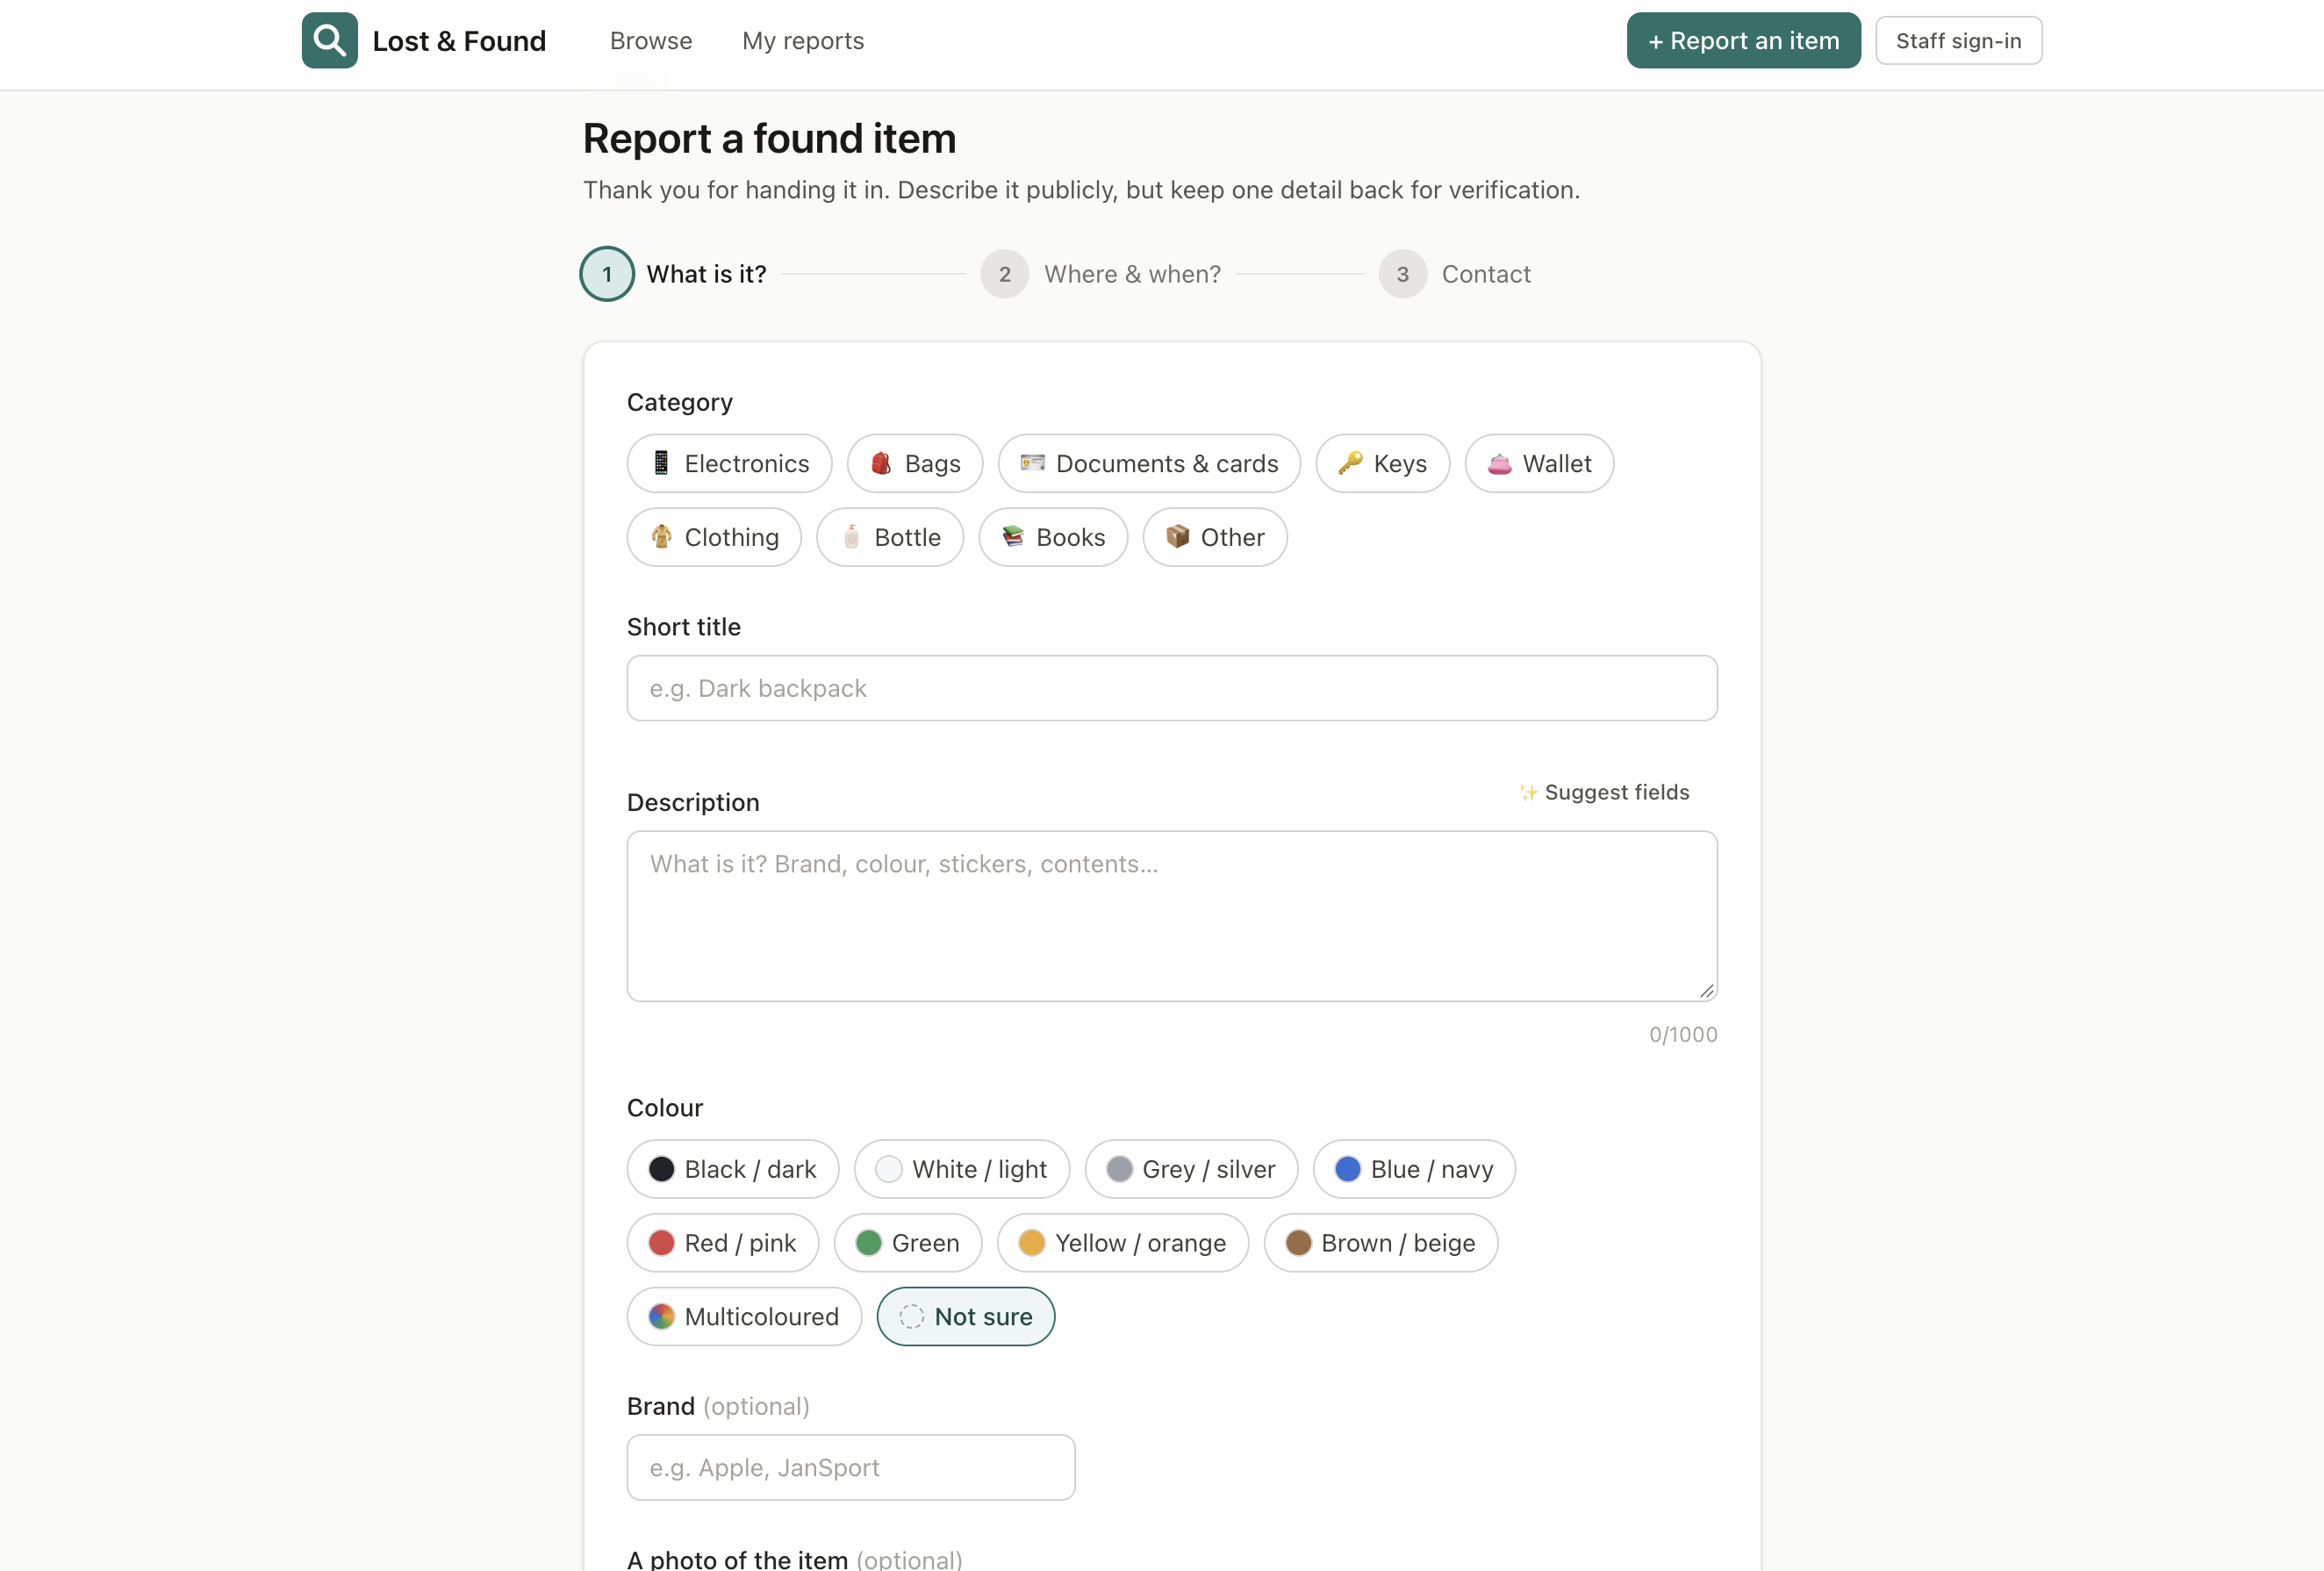 Lost & Found Browse My reports + Report an item Staff sign-in
Report a found item
Thank you for handing it in. Describe it publicly, but keep one detail back for verification.
1 What is it? 2 Where & when? 3 Contact
Category
Electronics Bags Documents & cards Keys Wallet
Clothing Bottle Books Other
Short title
e.g. Dark backpack
Description ✨ Suggest fields
What is it? Brand, colour, stickers, contents...
0/1000
Colour
Black / dark White / light Grey / silver Blue / navy
Red / pink Green Yellow / orange Brown / beige
Multicoloured Not sure
Brand (optional)
e.g. Apple, JanSport
A photo of the item (optional)